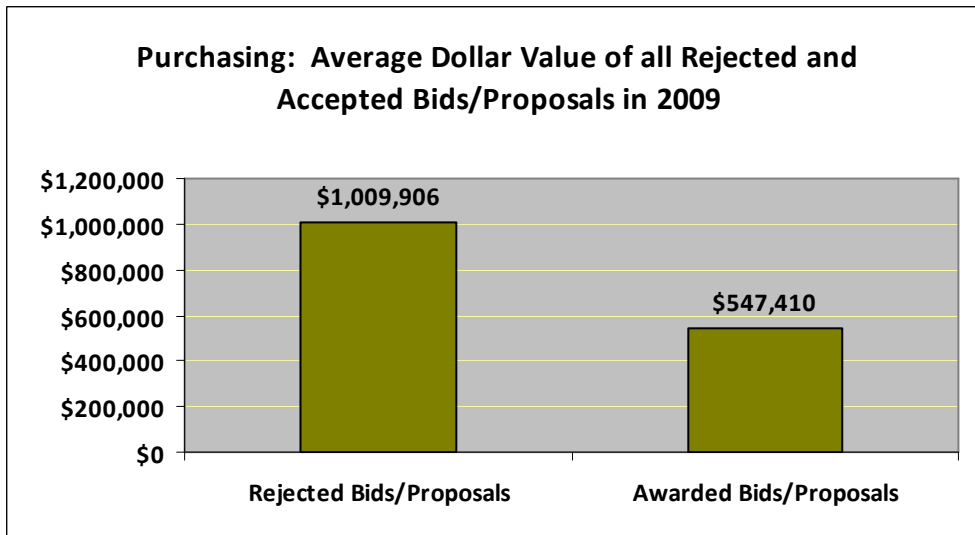 Purchasing:  Average Dollar Value of all Rejected and
Accepted Bids/Proposals in 2009
$1,200,000
$1,000,000
$800,000
$600,000
$400,000
$200,000
$0
$1,009,906
$547,410
Rejected Bids/Proposals
Awarded Bids/Proposals